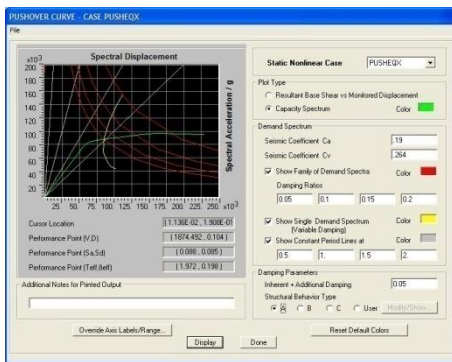 PUSHOVER CURVE - CASE PUSHEQX
File
Spectral Displacement
x10³
200.
180.
160.
140.
120.
100.
80.
60.
40.
20.
25. 50. 75. 100. 125. 150. 175. 200. 225. 250. x10³
Spectral Acceleration / g
Cursor Location
(1.136E-02 , 1.908E-01
Performance Point (V,D)
( 1874.492 , 0.104 )
Performance Point (Sa,Sd)
( 0.088 , 0.085 )
Performance Point (Teff,Beff)
( 1.972 , 0.198 )
Additional Notes for Printed Output
Static Nonlinear Case
PUSHEQX
Plot Type
Resultant Base Shear vs Monitored Displacement
Capacity Spectrum
Color
Demand Spectrum
Seismic Coefficient Ca
.19
Seismic Coefficient Cv
.264
Show Family of Demand Spectra
Color
Damping Ratios
0.05 0.1 0.15 0.2
Show Single Demand Spectrum
Color
(Variable Damping)
Show Constant Period Lines at
Color
0.5 1. 1.5 2.
Damping Parameters
Inherent + Additional Damping
0.05
Structural Behavior Type
A B C User Modify/Show...
Override Axis Labels/Range...
Reset Default Colors
Display
Done